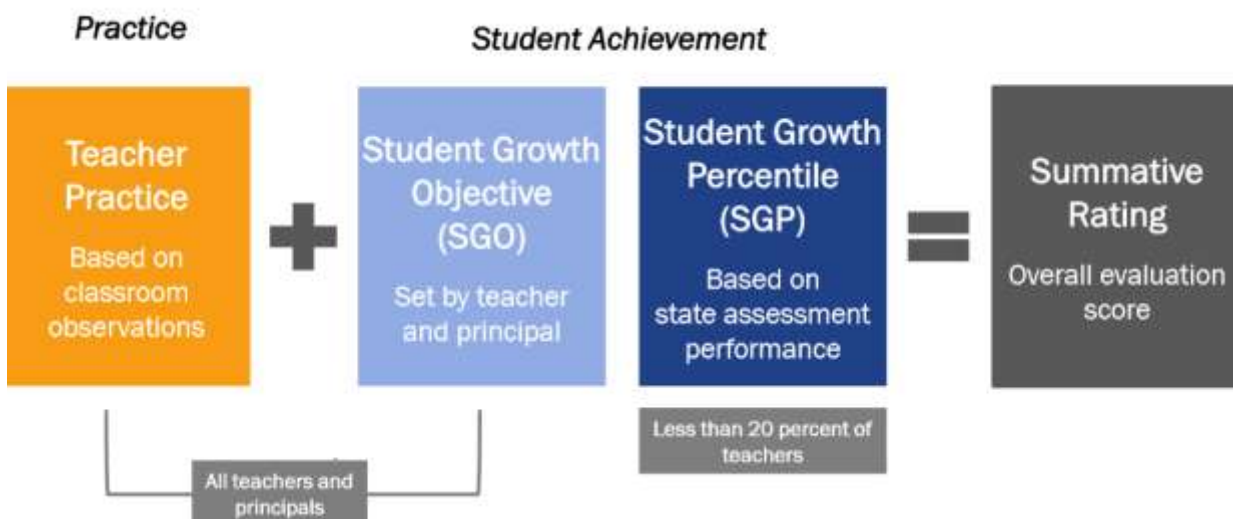 Practice
Student Achievement
Teacher
Practice
Based on
classroom
observations
Student Growth
Objective
(SGO)
Set by teacher
and principal
Student Growth
Percentile
(SGP)
Based on
state assessment
performance
Summative
Rating
Overall evaluation
score
All teachers and
principals
Less than 20 percent of
teachers